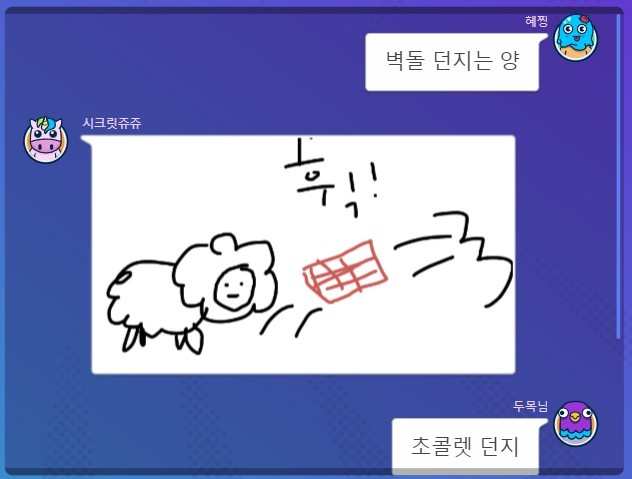 혜찡
벽돌 던지는 양
시크릿쥬쥬
후익!
두목님
초콜렛 던지